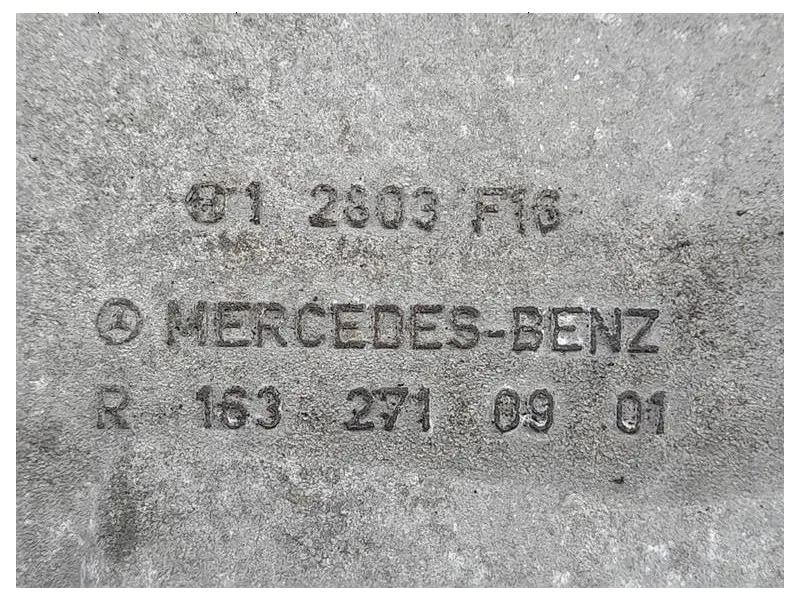 1 2803 F16
MERCEDES-BENZ
R 163 271 09 01